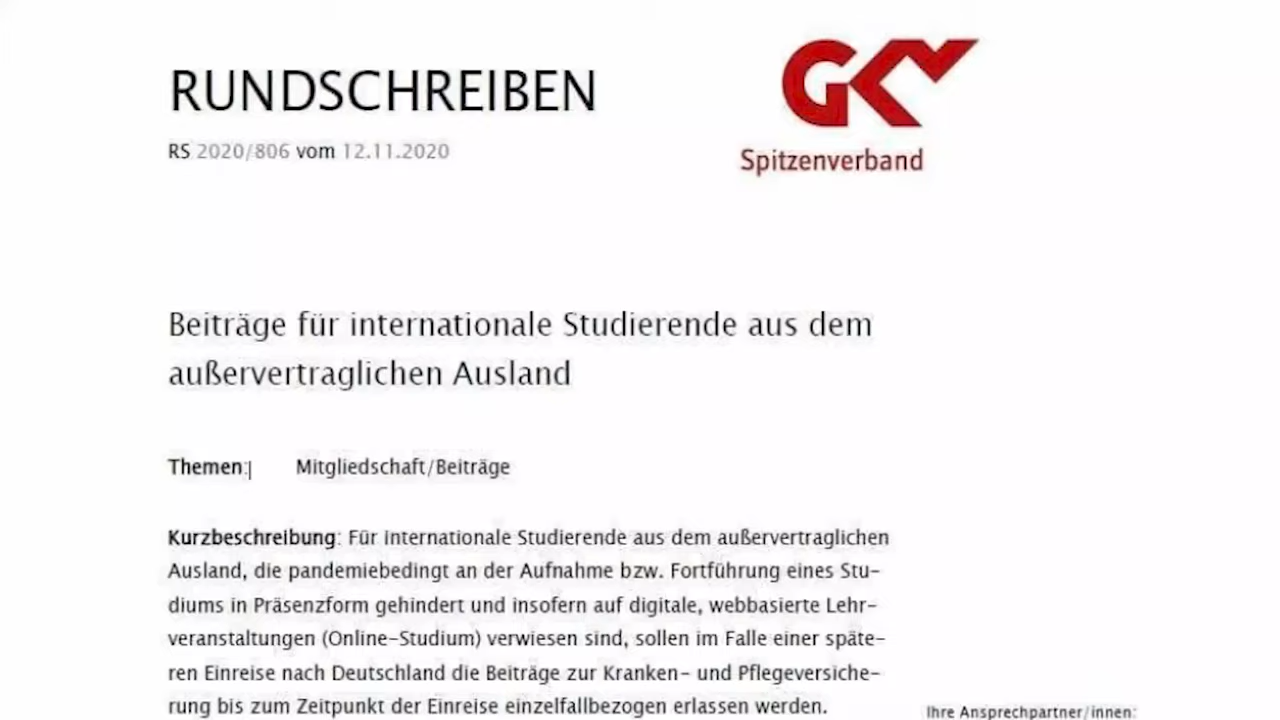 RUNDSCHREIBEN
GKV
Spitzenverband
RS 2020/806 vom 12.11.2020
Beiträge für internationale Studierende aus dem
außervertraglichen Ausland
Themen: Mitgliedschaft/Beiträge
Kurzbeschreibung: Für internationale Studierende aus dem außervertraglichen
Ausland, die pandemiebedingt an der Aufnahme bzw. Fortführung eines Stu-
diums in Präsenzform gehindert und insofern auf digitale, webbasierte Lehr-
veranstaltungen (Online-Studium) verwiesen sind, sollen im Falle einer späte-
ren Einreise nach Deutschland die Beiträge zur Kranken- und Pflegeversiche-
rung bis zum Zeitpunkt der Einreise einzelfallbezogen erlassen werden.
Ihre Ansprechpartner/innen: